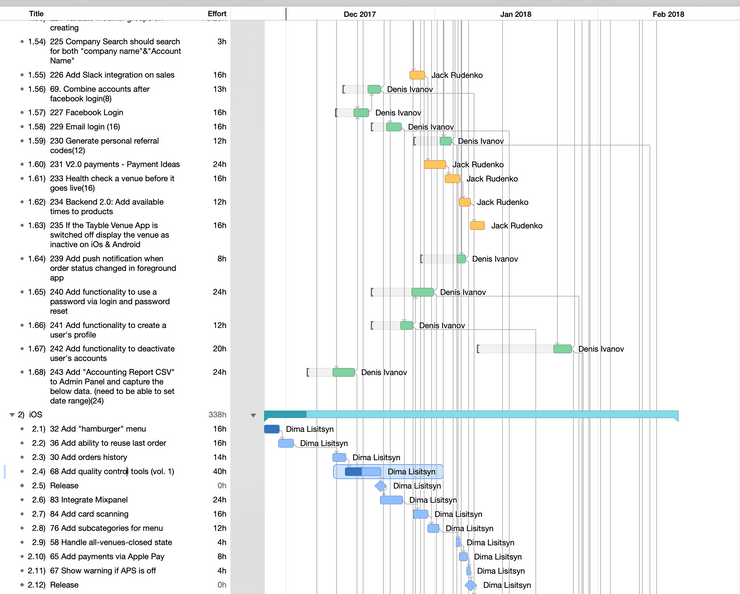 Title Effort Dec 2017 Jan 2018 Feb 2018
creating
1.54) 225 Company Search should search 3h
for both "company name"&"Account
Name"
1.55) 226 Add Slack integration on sales 16h Jack Rudenko
1.56) 69. Combine accounts after 13h Denis Ivanov
facebook login(8)
1.57) 227 Facebook Login 16h Denis Ivanov
1.58) 229 Email login (16) 16h Denis Ivanov
1.59) 230 Generate personal referral 12h Denis Ivanov
codes(12)
1.60) 231 V2.0 payments - Payment Ideas 24h Jack Rudenko
1.61) 233 Health check a venue before it 16h Jack Rudenko
goes live(16)
1.62) 234 Backend 2.0: Add available 12h Jack Rudenko
times to products
1.63) 235 If the Tayble Venue App is 16h Jack Rudenko
switched off display the venue as
inactive on iOs & Android
1.64) 239 Add push notification when 8h Denis Ivanov
order status changed in foreground
app
1.65) 240 Add functionality to use a 24h Denis Ivanov
password via login and password
reset
1.66) 241 Add functionality to create a 12h Denis Ivanov
user's profile
1.67) 242 Add functionality to deactivate 20h Denis Ivanov
user's accounts
1.68) 243 Add "Accounting Report CSV" 24h Denis Ivanov
to Admin Panel and capture the
below data. (need to be able to set
date range)(24)
2) iOS 338h
2.1) 32 Add "hamburger" menu 16h Dima Lisitsyn
2.2) 36 Add ability to reuse last order 16h Dima Lisitsyn
2.3) 30 Add orders history 14h Dima Lisitsyn
2.4) 68 Add quality control tools (vol. 1) 40h Dima Lisitsyn
2.5) Release 0h Dima Lisitsyn
2.6) 83 Integrate Mixpanel 24h Dima Lisitsyn
2.7) 84 Add card scanning 16h Dima Lisitsyn
2.8) 76 Add subcategories for menu 12h Dima Lisitsyn
2.9) 58 Handle all-venues-closed state 4h Dima Lisitsyn
2.10) 65 Add payments via Apple Pay 8h Dima Lisitsyn
2.11) 67 Show warning if APS is off 4h Dima Lisitsyn
2.12) Release 0h Dima Lisitsyn